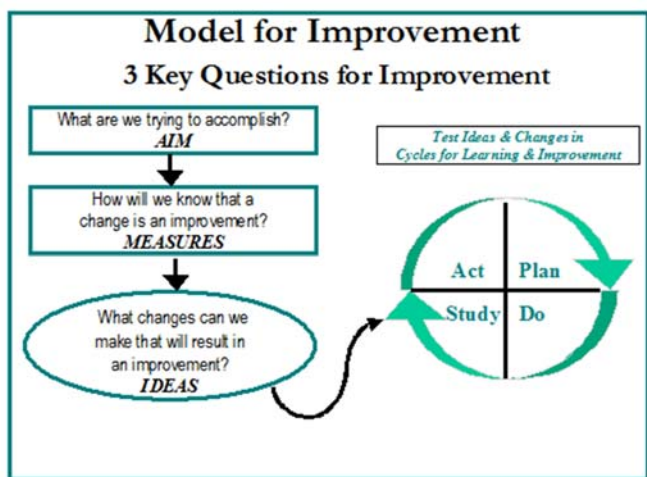 Model for Improvement
3 Key Questions for Improvement
What are we trying to accomplish?
AIM
How will we know that a
change is an improvement?
MEASURES
What changes can we
make that will result in
an improvement?
IDEAS
Test Ideas & Changes in
Cycles for Learning & Improvement
Act Plan
Study Do